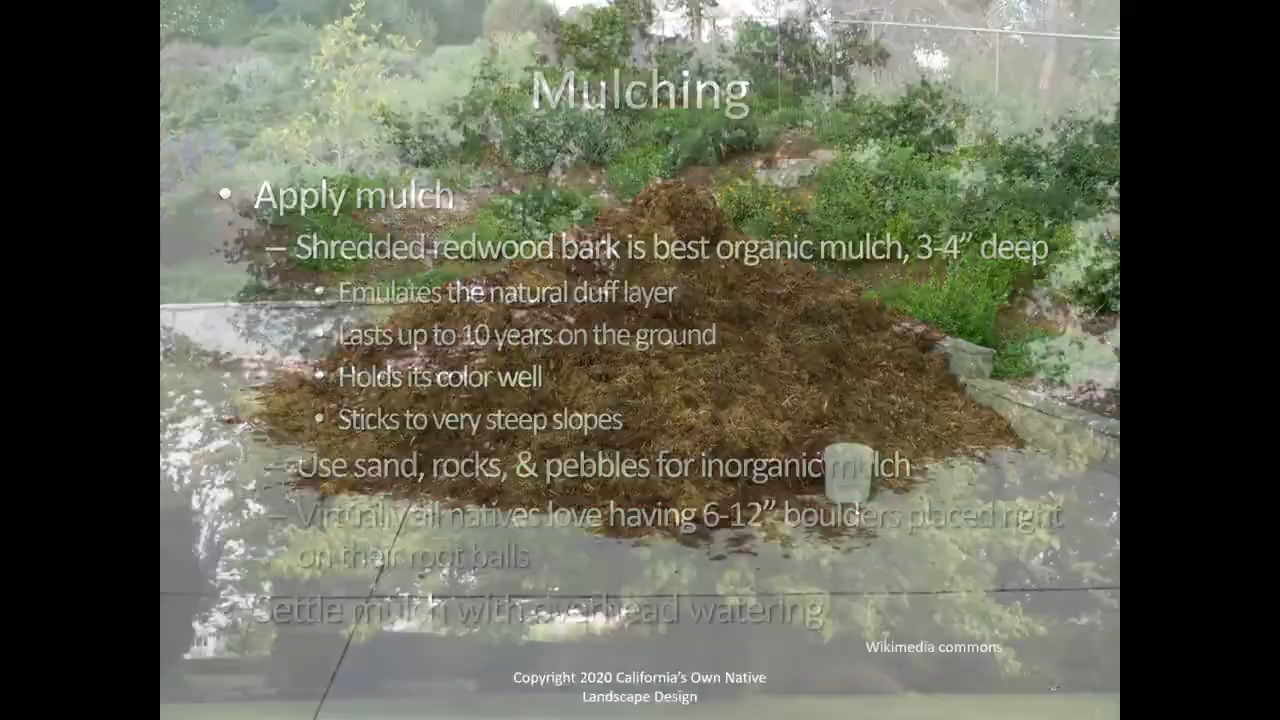 Mulching
• Apply mulch
– Shredded redwood bark is best organic mulch, 3-4” deep
• Emulates the natural duff layer
• Lasts up to 10 years on the ground
• Holds its color well
• Sticks to very steep slopes
– Use sand, rocks, & pebbles for inorganic mulch
– Virtually all natives love having 6-12” boulders placed right
on their root balls
• Settle mulch with overhead watering
Wikimedia commons
Copyright 2020 California’s Own Native
Landscape Design